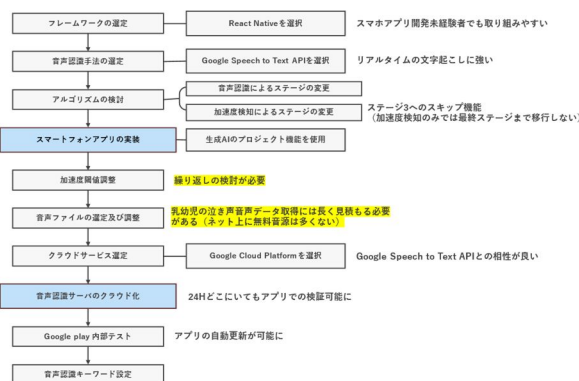 フレームワークの選定
React Nativeを選択
スマホアプリ開発未経験者でも取り組みやすい
音声認識手法の選定
Google Speech to Text APIを選択
リアルタイムの文字起こしに強い
アルゴリズムの検討
音声認識によるステージの変更
加速度検知によるステージの変更
ステージ3へのスキップ機能
(加速度検知のみでは最終ステージまで移行しない)
スマートフォンアプリの実装
生成AIのプロジェクト機能を使用
加速度閾値調整
繰り返しの検討が必要
音声ファイルの選定及び調整
乳幼児の泣き声音声データ取得には長く見積もる必要
がある(ネット上に無料音源は多くない)
クラウドサービス選定
Google Cloud Platformを選択
Google Speech to Text APIとの相性が良い
音声認識サーバのクラウド化
24Hどこにいてもアプリでの検証可能に
Google play 内部テスト
アプリの自動更新が可能に
音声認識キーワード設定